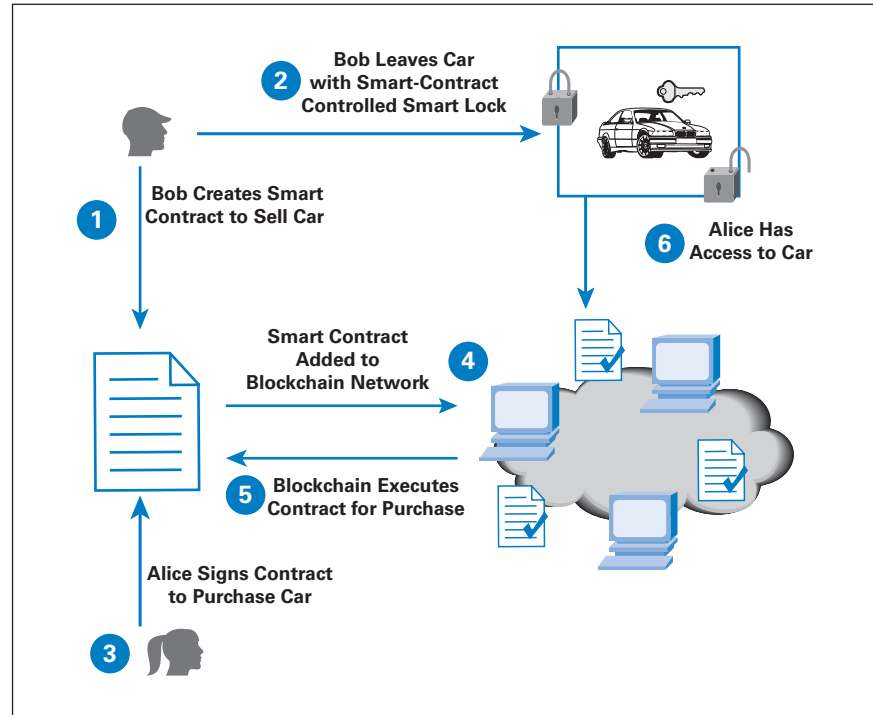 1
Bob Creates Smart
Contract to Sell Car
2
Bob Leaves Car
with Smart-Contract
Controlled Smart Lock
3
Alice Signs Contract
to Purchase Car
4
Smart Contract
Added to
Blockchain Network
5
Blockchain Executes
Contract for Purchase
6
Alice Has
Access to Car